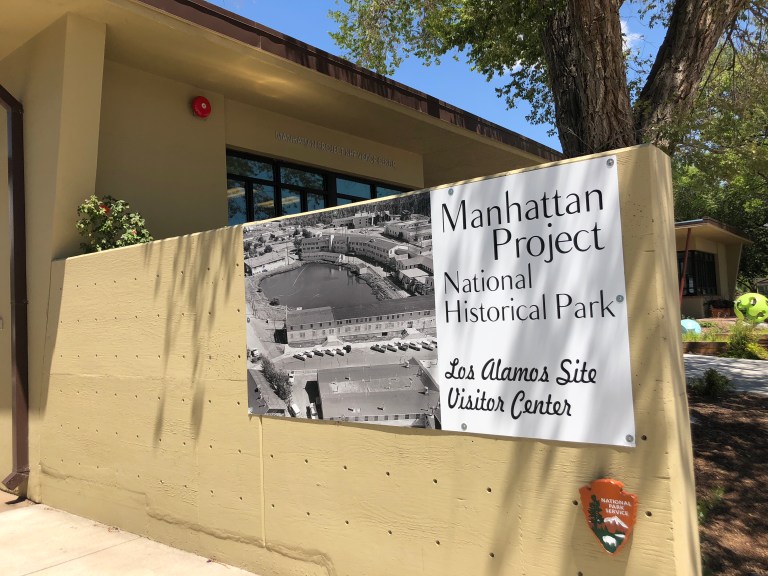 Manhattan
Project
National
Historical Park
Los Alamos Site
Visitor Center
NATIONAL
PARK
SERVICE